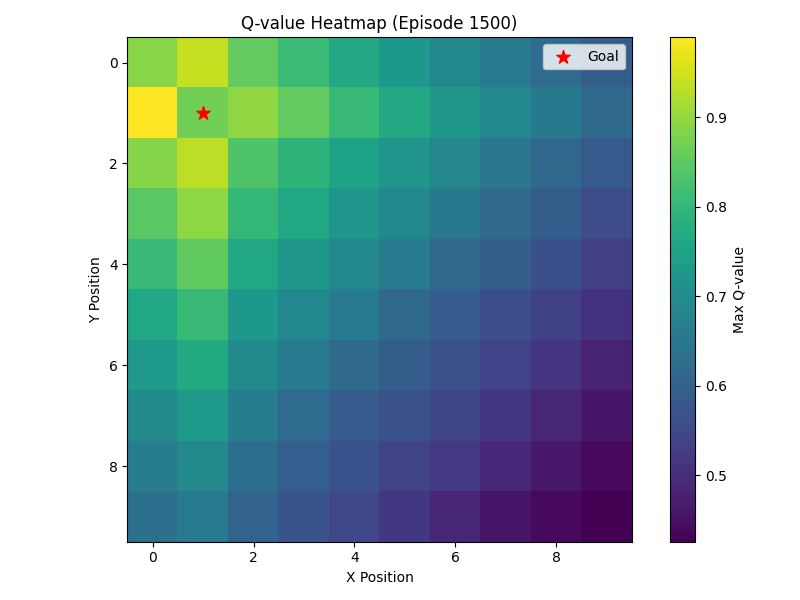 Q-value Heatmap (Episode 1500)
Goal
0
2
4
6
8
Y Position
0 2 4 6 8
X Position
0.9
0.8
0.7
0.6
0.5
Max Q-value